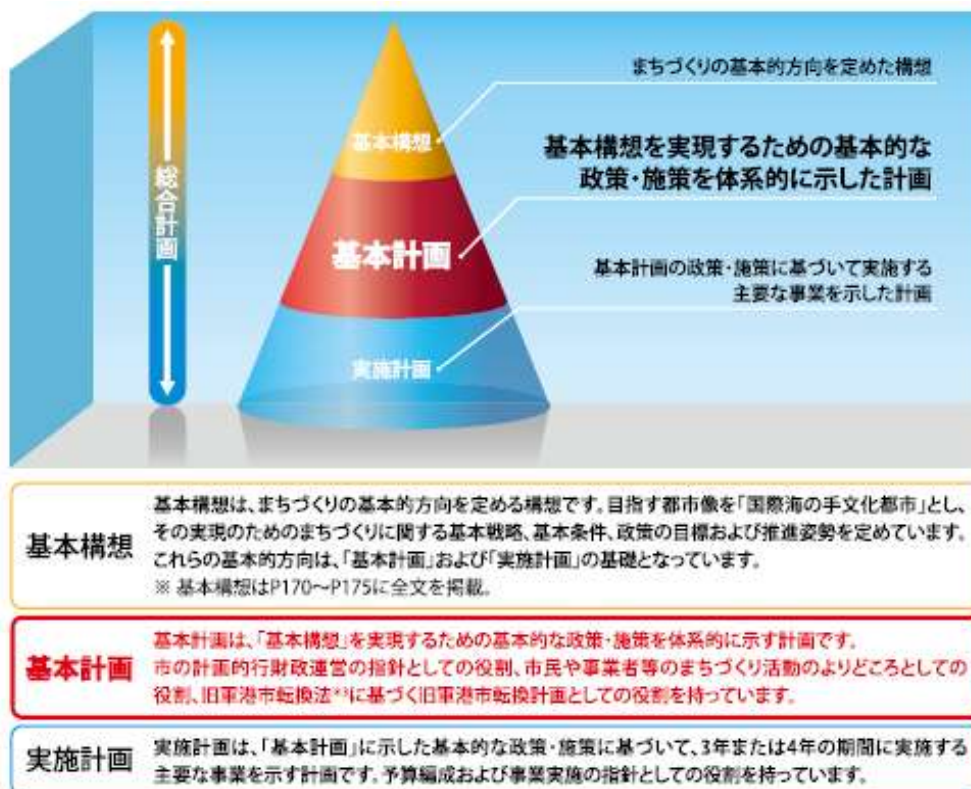 総合計画
基本構想
まちづくりの基本的方向を定めた構想
基本計画
基本構想を実現するための基本的な
政策・施策を体系的に示した計画
実施計画
基本計画の政策・施策に基づいて実施する
主要な事業を示した計画
基本構想
基本構想は、まちづくりの基本的方向を定める構想です。目指す都市像を「国際海の手文化都市」とし、
その実現のためのまちづくりに関する基本戦略、基本条件、政策の目標および推進姿勢を定めています。
これらの基本的方向は、「基本計画」および「実施計画」の基礎となっています。
※ 基本構想はP170〜P175に全文を掲載。
基本計画
基本計画は、「基本構想」を実現するための基本的な政策・施策を体系的に示す計画です。
市の計画的行財政運営の指針としての役割、市民や事業者等のまちづくり活動のよりどころとしての
役割、旧軍港市転換法に基づく旧軍港市転換計画としての役割を持っています。
実施計画
実施計画は、「基本計画」に示した基本的な政策・施策に基づいて、3年または4年の期間に実施する
主要な事業を示す計画です。予算編成および事業実施の指針としての役割を持っています。